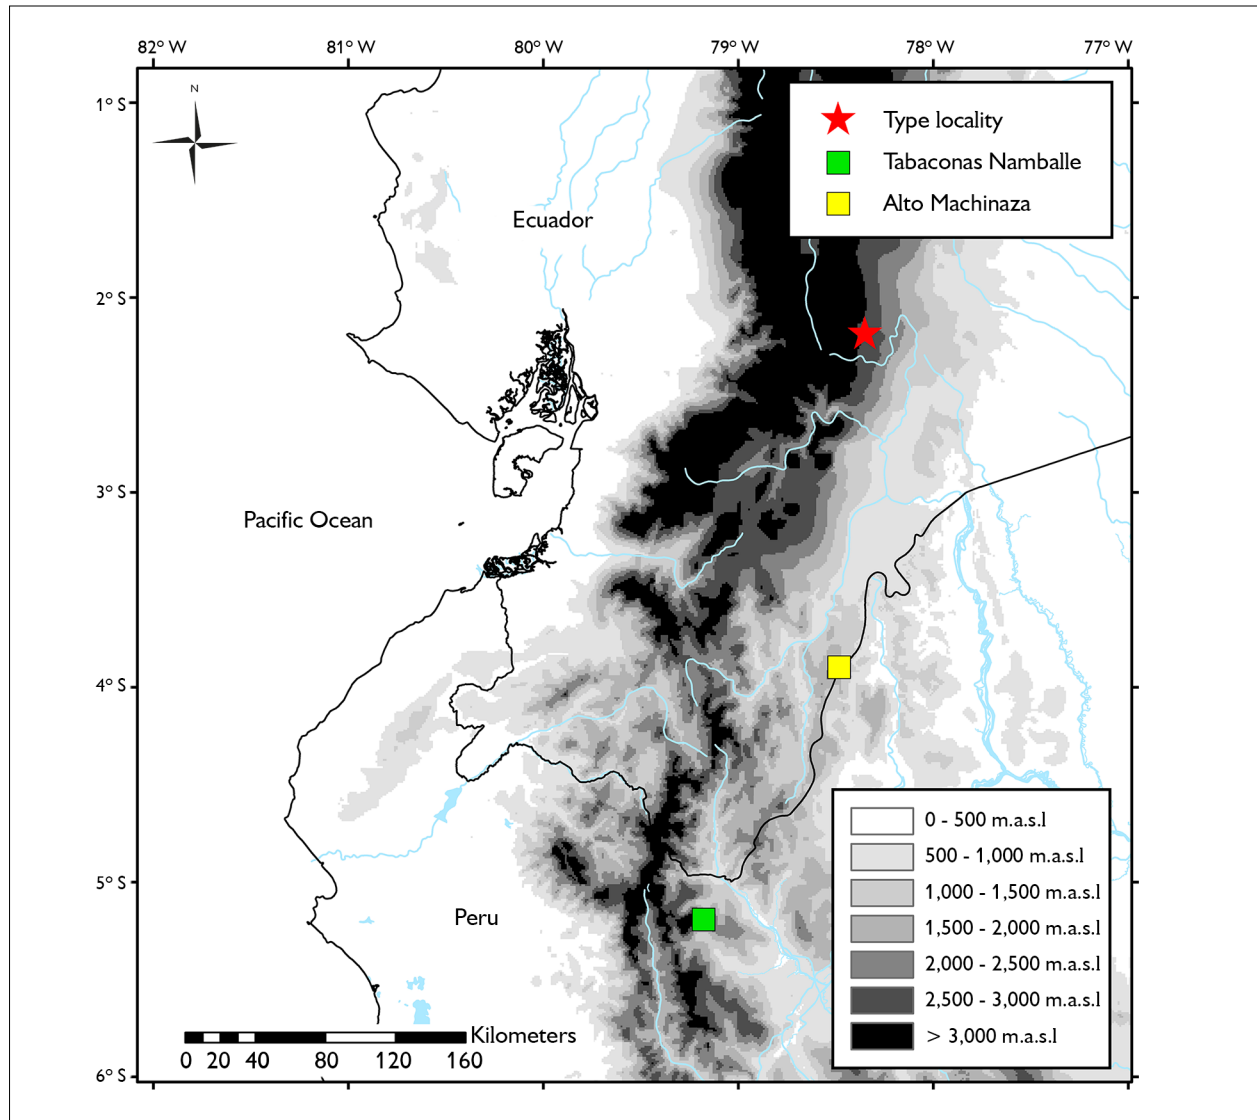 82° W 81° W 80° W 79° W 78° W 77° W
N
1° S
2° S
3° S
4° S
5° S
6° S
Type locality
Tabaconas Namballe
Alto Machinaza
Ecuador
Pacific Ocean
Peru
0 - 500 m.a.s.l
500 - 1,000 m.a.s.l
1,000 - 1,500 m.a.s.l
1,500 - 2,000 m.a.s.l
2,000 - 2,500 m.a.s.l
2,500 - 3,000 m.a.s.l
> 3,000 m.a.s.l
Kilometers
0 20 40 80 120 160